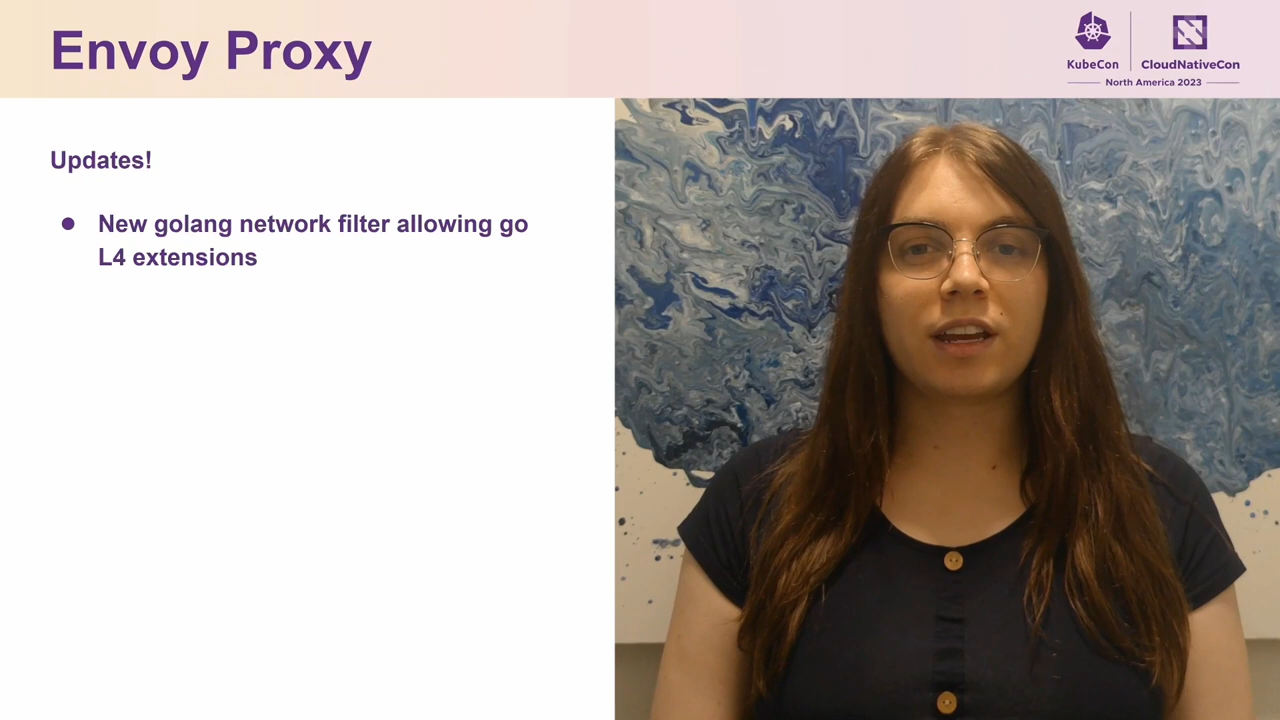 Envoy Proxy
KubeCon
CloudNativeCon
North America 2023
Updates!
● New golang network filter allowing go
L4 extensions